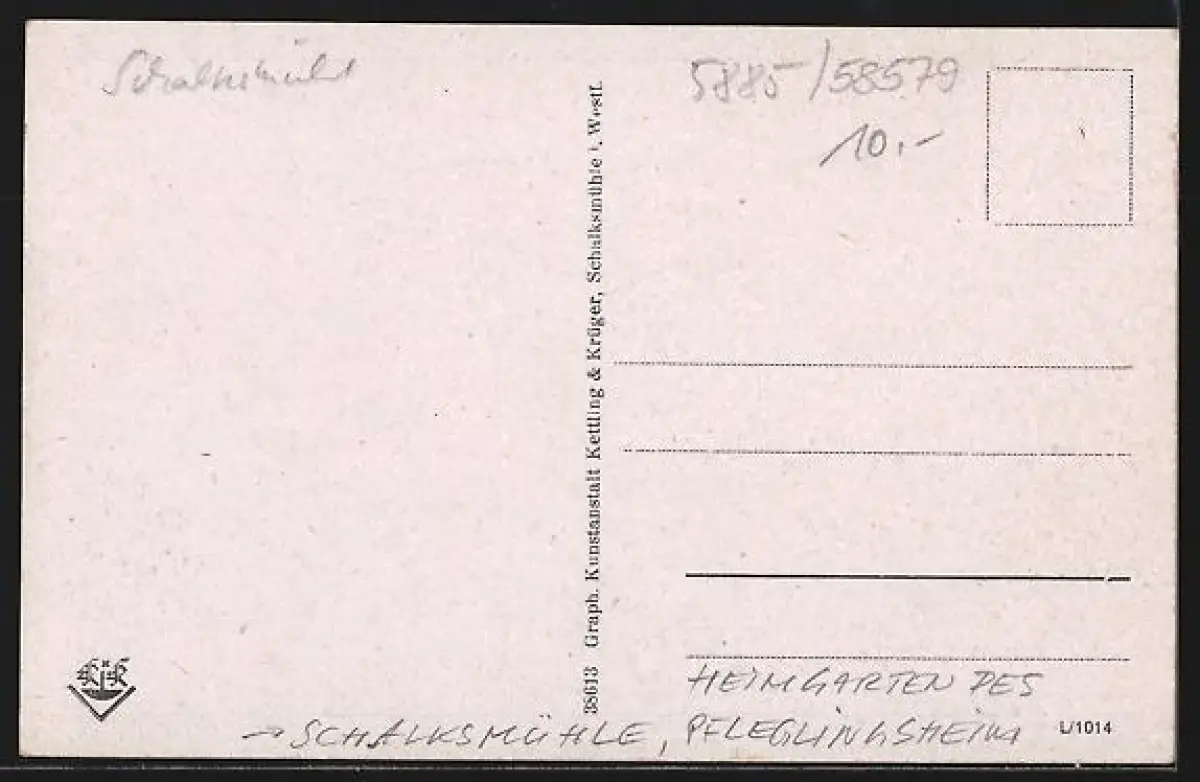 Schalksmühle
5885/58579
10.-
38613 Graph. Kunstanstalt Kettling & Krüger, Schalksmühle i. Westf.
K K
HEIMGARTEN DES
→ SCHALKSMÜHLE, PFLEGLINGSHEIM
L/1014